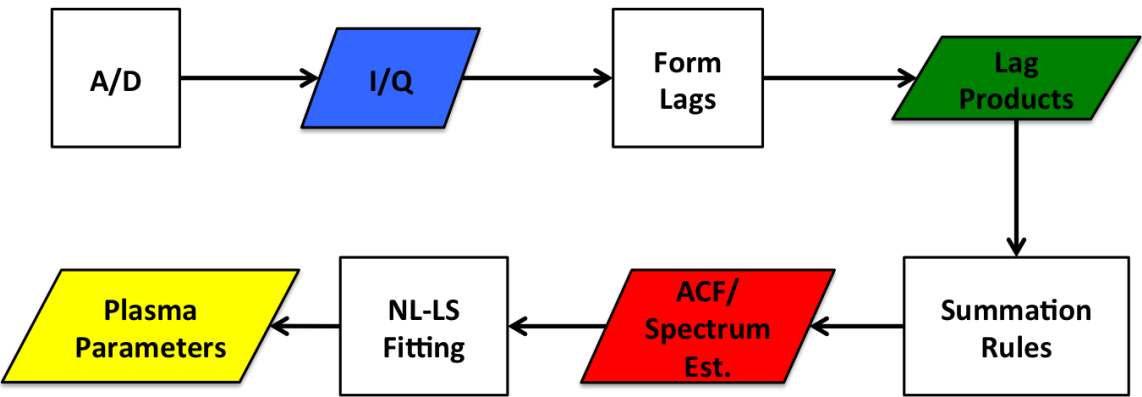 A/D
I/Q
Form
Lags
Lag
Products
Summation
Rules
ACF/
Spectrum
Est.
NL-LS
Fitting
Plasma
Parameters